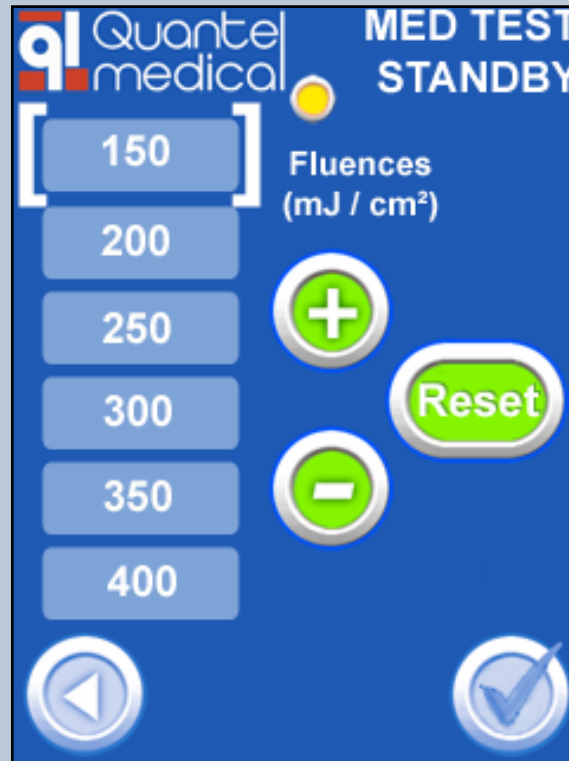 Quantel
medical
MED TEST
STANDBY
150
Fluences
(mJ / cm²)
200
250
+
300
Reset
350
-
400